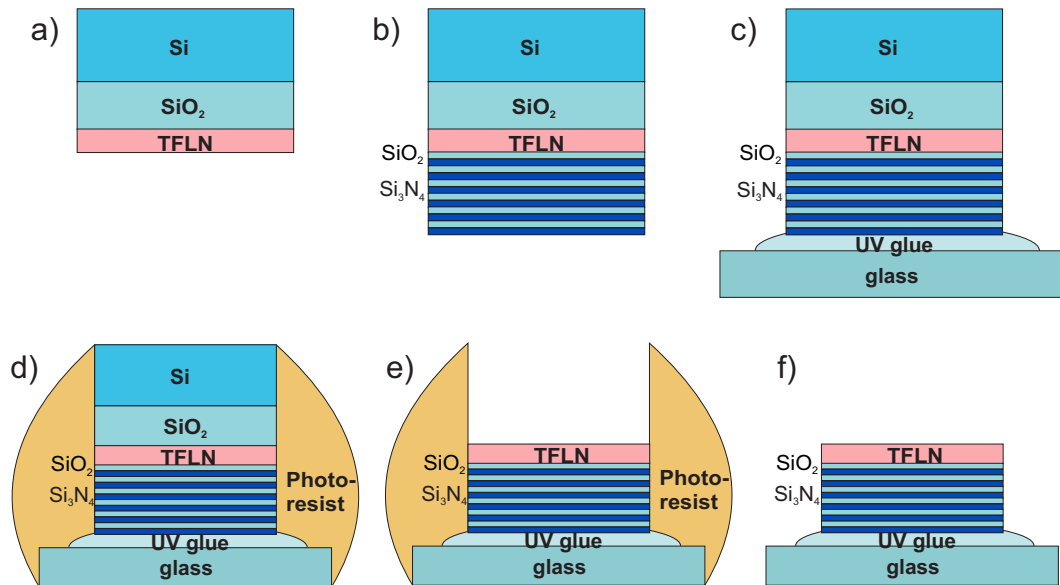 a)
Si
SiO₂
TFLN
b)
Si
SiO₂
TFLN
SiO₂
Si₃N₄
c)
Si
SiO₂
TFLN
SiO₂
Si₃N₄
UV glue
glass
d)
Si
SiO₂
TFLN
SiO₂
Si₃N₄
Photo-
resist
UV glue
glass
e)
TFLN
SiO₂
Si₃N₄
Photo-
resist
UV glue
glass
f)
TFLN
SiO₂
Si₃N₄
UV glue
glass